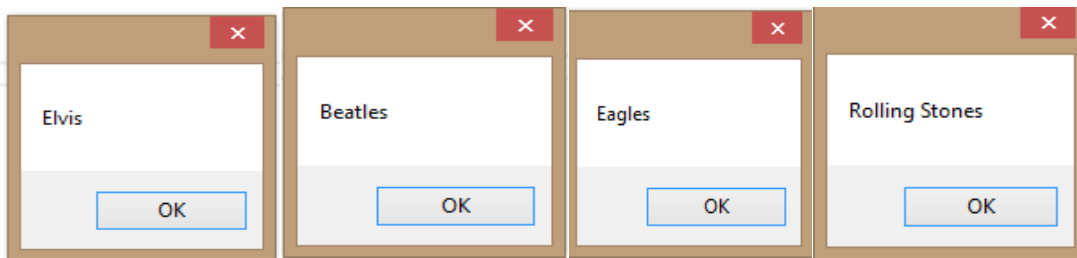 Elvis
OK
Beatles
OK
Eagles
OK
Rolling Stones
OK